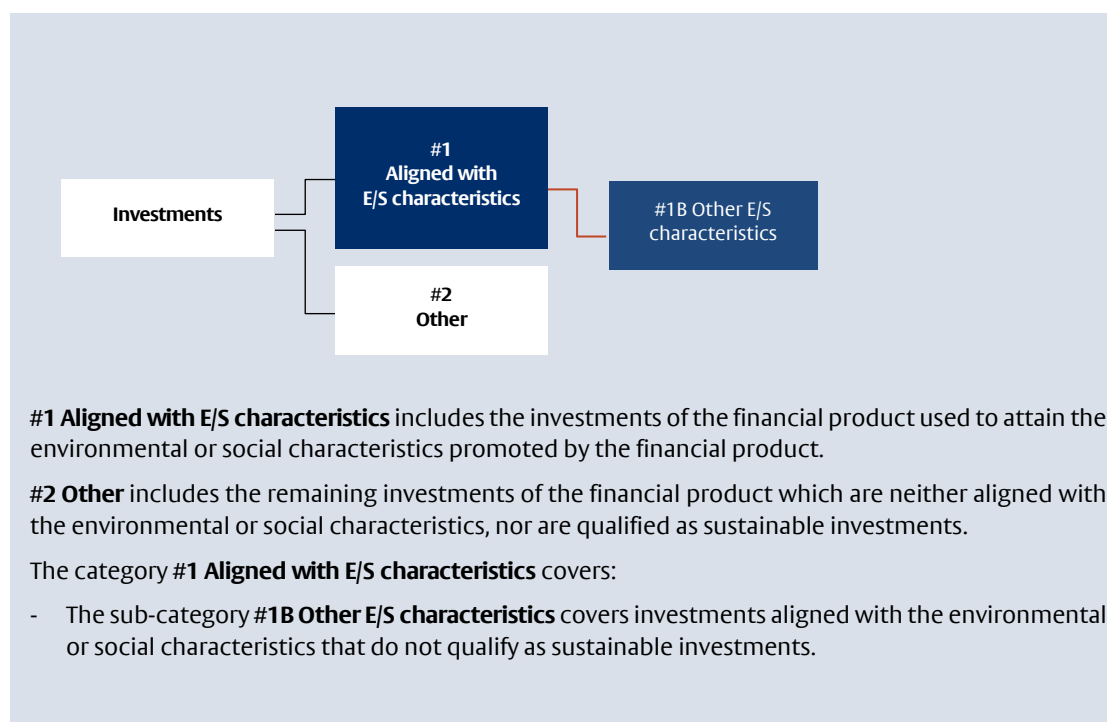 #1
Aligned with
E/S characteristics
Investments
#1B Other E/S
characteristics
#2
Other
#1 Aligned with E/S characteristics includes the investments of the financial product used to attain the
environmental or social characteristics promoted by the financial product.
#2 Other includes the remaining investments of the financial product which are neither aligned with
the environmental or social characteristics, nor are qualified as sustainable investments.
The category #1 Aligned with E/S characteristics covers:
- The sub-category #1B Other E/S characteristics covers investments aligned with the environmental
or social characteristics that do not qualify as sustainable investments.